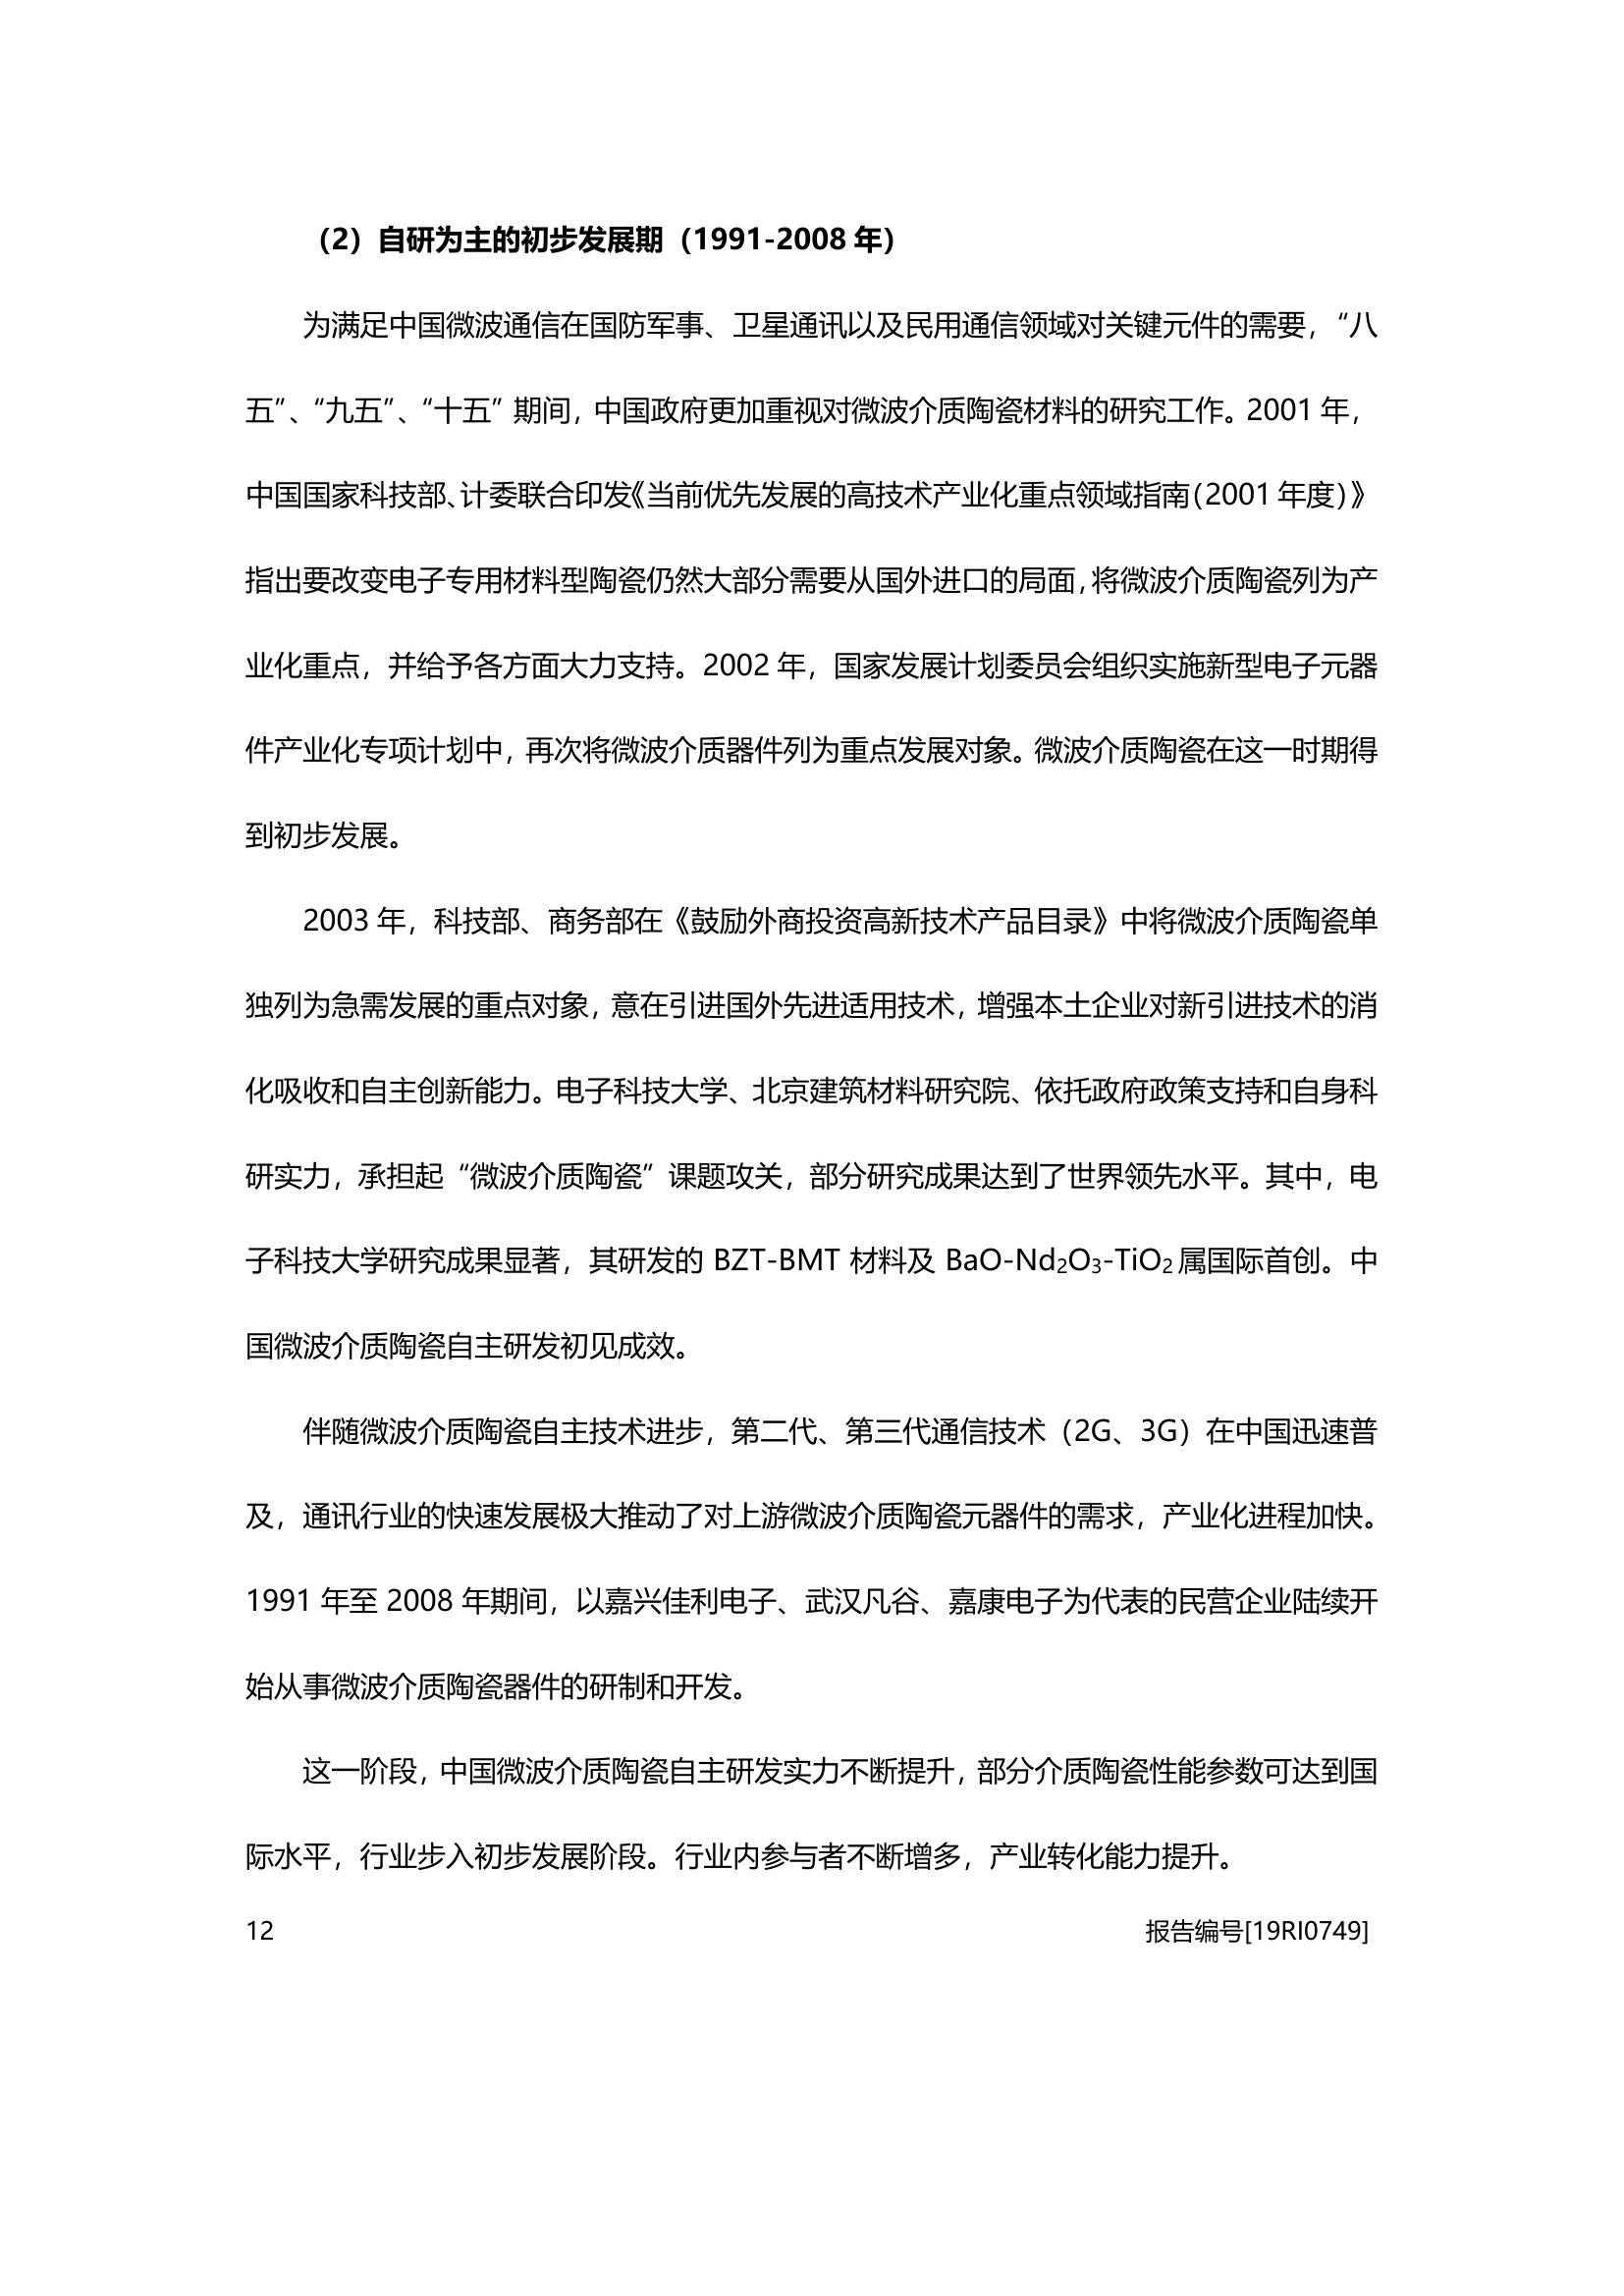 （2）自研为主的初步发展期（1991-2008 年）
为满足中国微波通信在国防军事、卫星通讯以及民用通信领域对关键元件的需要，“八
五”、“九五”、“十五”期间，中国政府更加重视对微波介质陶瓷材料的研究工作。2001 年，
中国国家科技部、计委联合印发《当前优先发展的高技术产业化重点领域指南（2001 年度）》
指出要改变电子专用材料型陶瓷仍然大部分需要从国外进口的局面，将微波介质陶瓷列为产
业化重点，并给予各方面大力支持。2002 年，国家发展计划委员会组织实施新型电子元器
件产业化专项计划中，再次将微波介质器件列为重点发展对象。微波介质陶瓷在这一时期得
到初步发展。
2003 年，科技部、商务部在《鼓励外商投资高新技术产品目录》中将微波介质陶瓷单
独列为急需发展的重点对象，意在引进国外先进适用技术，增强本土企业对新引进技术的消
化吸收和自主创新能力。电子科技大学、北京建筑材料研究院、依托政府政策支持和自身科
研实力，承担起“微波介质陶瓷”课题攻关，部分研究成果达到了世界领先水平。其中，电
子科技大学研究成果显著，其研发的 BZT-BMT 材料及 BaO-Nd₂O₃-TiO₂ 属国际首创。中
国微波介质陶瓷自主研发初见成效。
伴随微波介质陶瓷自主技术进步，第二代、第三代通信技术（2G、3G）在中国迅速普
及，通讯行业的快速发展极大推动了对上游微波介质陶瓷元器件的需求，产业化进程加快。
1991 年至 2008 年期间，以嘉兴佳利电子、武汉凡谷、嘉康电子为代表的民营企业陆续开
始从事微波介质陶瓷器件的研制和开发。
这一阶段，中国微波介质陶瓷自主研发实力不断提升，部分介质陶瓷性能参数可达到国
际水平，行业步入初步发展阶段。行业内参与者不断增多，产业转化能力提升。
12 报告编号[19RI0749]